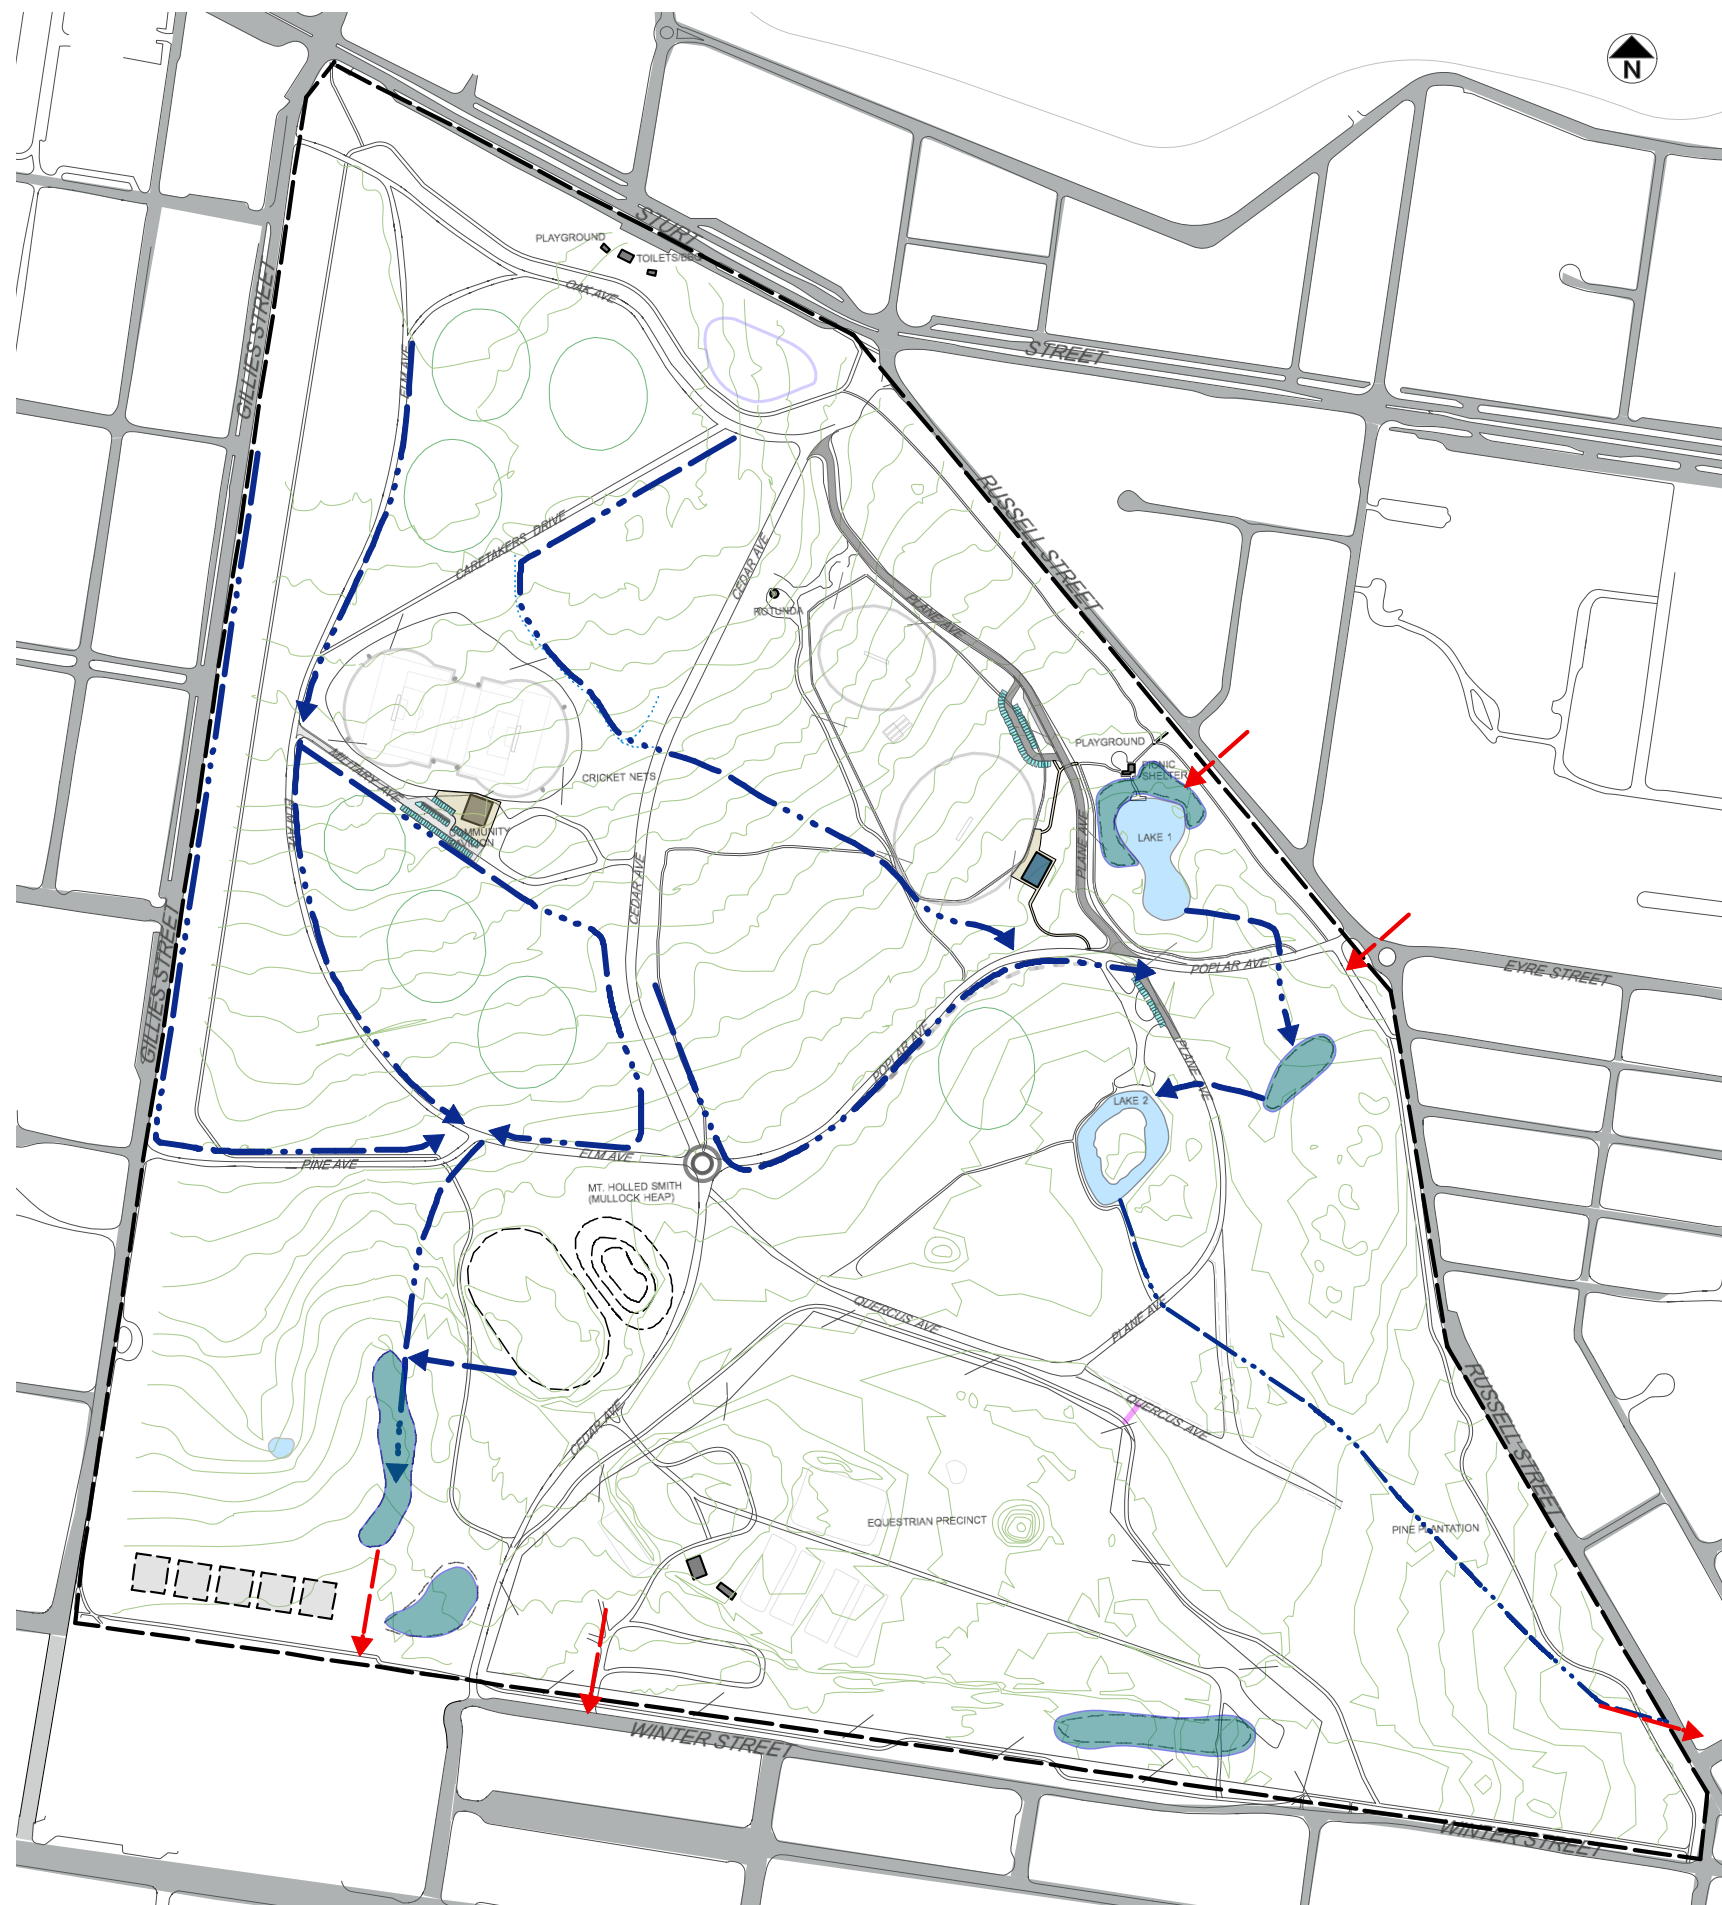 N
STURT
PLAYGROUND
TOILETS/BBQ
OAK AVE
STREET
GILLIES STREET
ELM AVE
RUSSELL STREET
CARETAKERS DRIVE
CEDAR AVE
ROTUNDA
PLANE AVE
PLAYGROUND
PICNIC
SHELTER
MILITARY AVE
CRICKET NETS
ELM AVE
COMMUNITY
LAKE 1
PLANE AVE
CEDAR AVE
GILLIES STREET
POPLAR AVE
EYRE STREET
POPLAR AVE
PLANE AVE
LAKE 2
PINE AVE
ELM AVE
MT. HOLLED SMITH
(MULLOCK HEAP)
QUERCUS AVE
PLANE AVE
QUERCUS AVE
RUSSELL STREET
CEDAR AVE
EQUESTRIAN PRECINCT
PINE PLANTATION
WINTER STREET
WINTER STREET